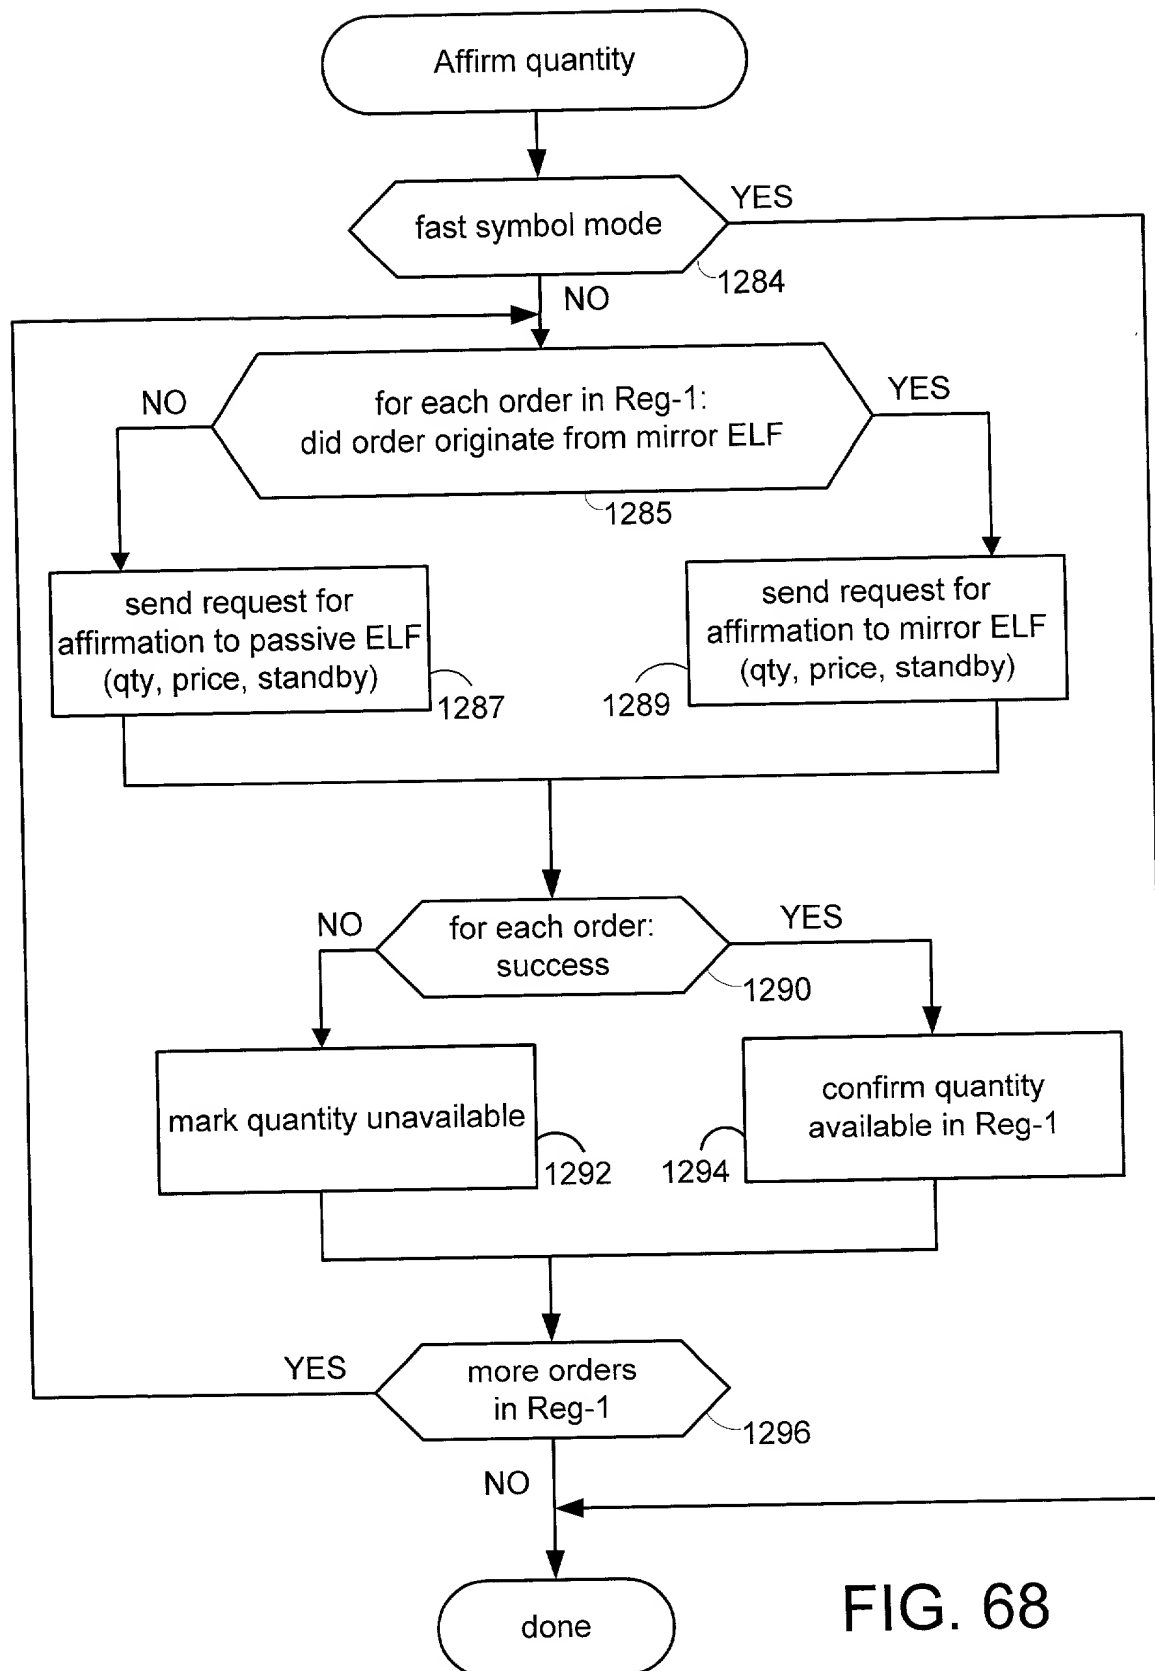 Affirm quantity
YES
fast symbol mode
1284
NO
NO
YES
for each order in Reg-1:
did order originate from mirror ELF
1285
send request for
affirmation to passive ELF
(qty, price, standby)
1287
send request for
affirmation to mirror ELF
(qty, price, standby)
1289
NO
YES
for each order:
success
1290
mark quantity unavailable
1292
confirm quantity
available in Reg-1
1294
YES
more orders
in Reg-1
1296
NO
done
FIG. 68